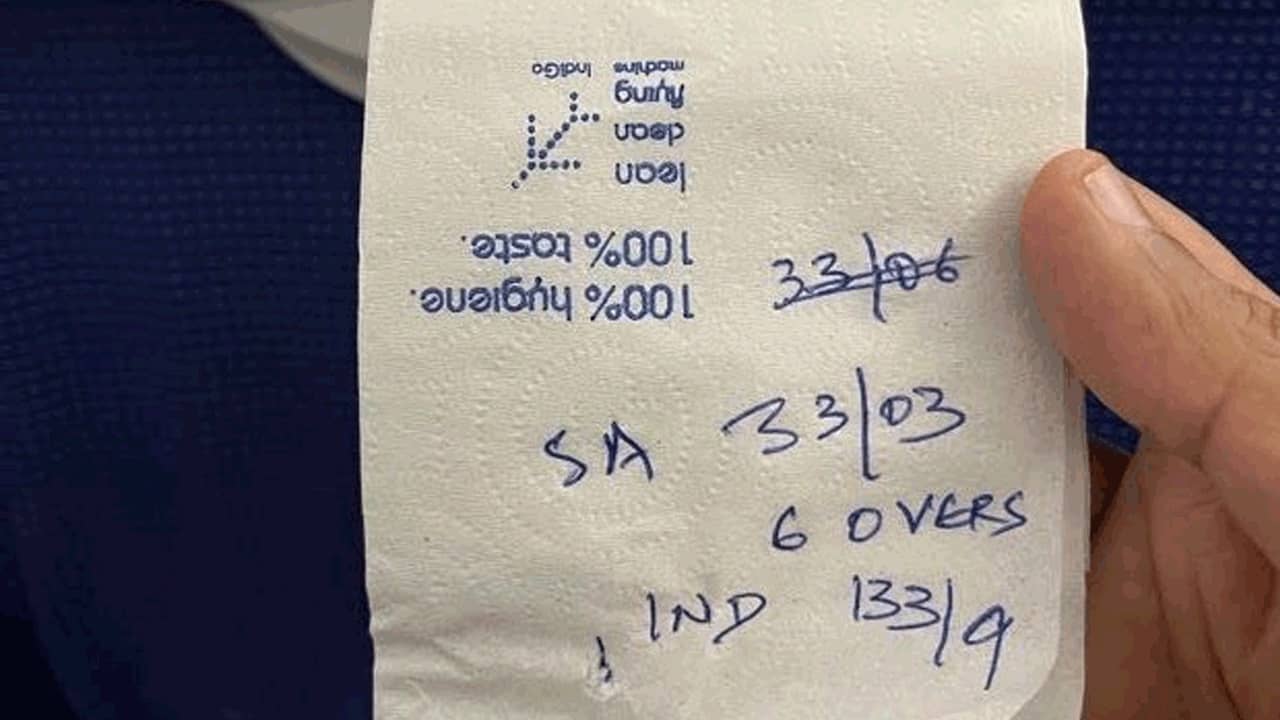 33/06
SA 33/03
6 OVERS
IND 133/9
100% hygiene.
100% taste.
lean
clean
flying
machine
IndiGo